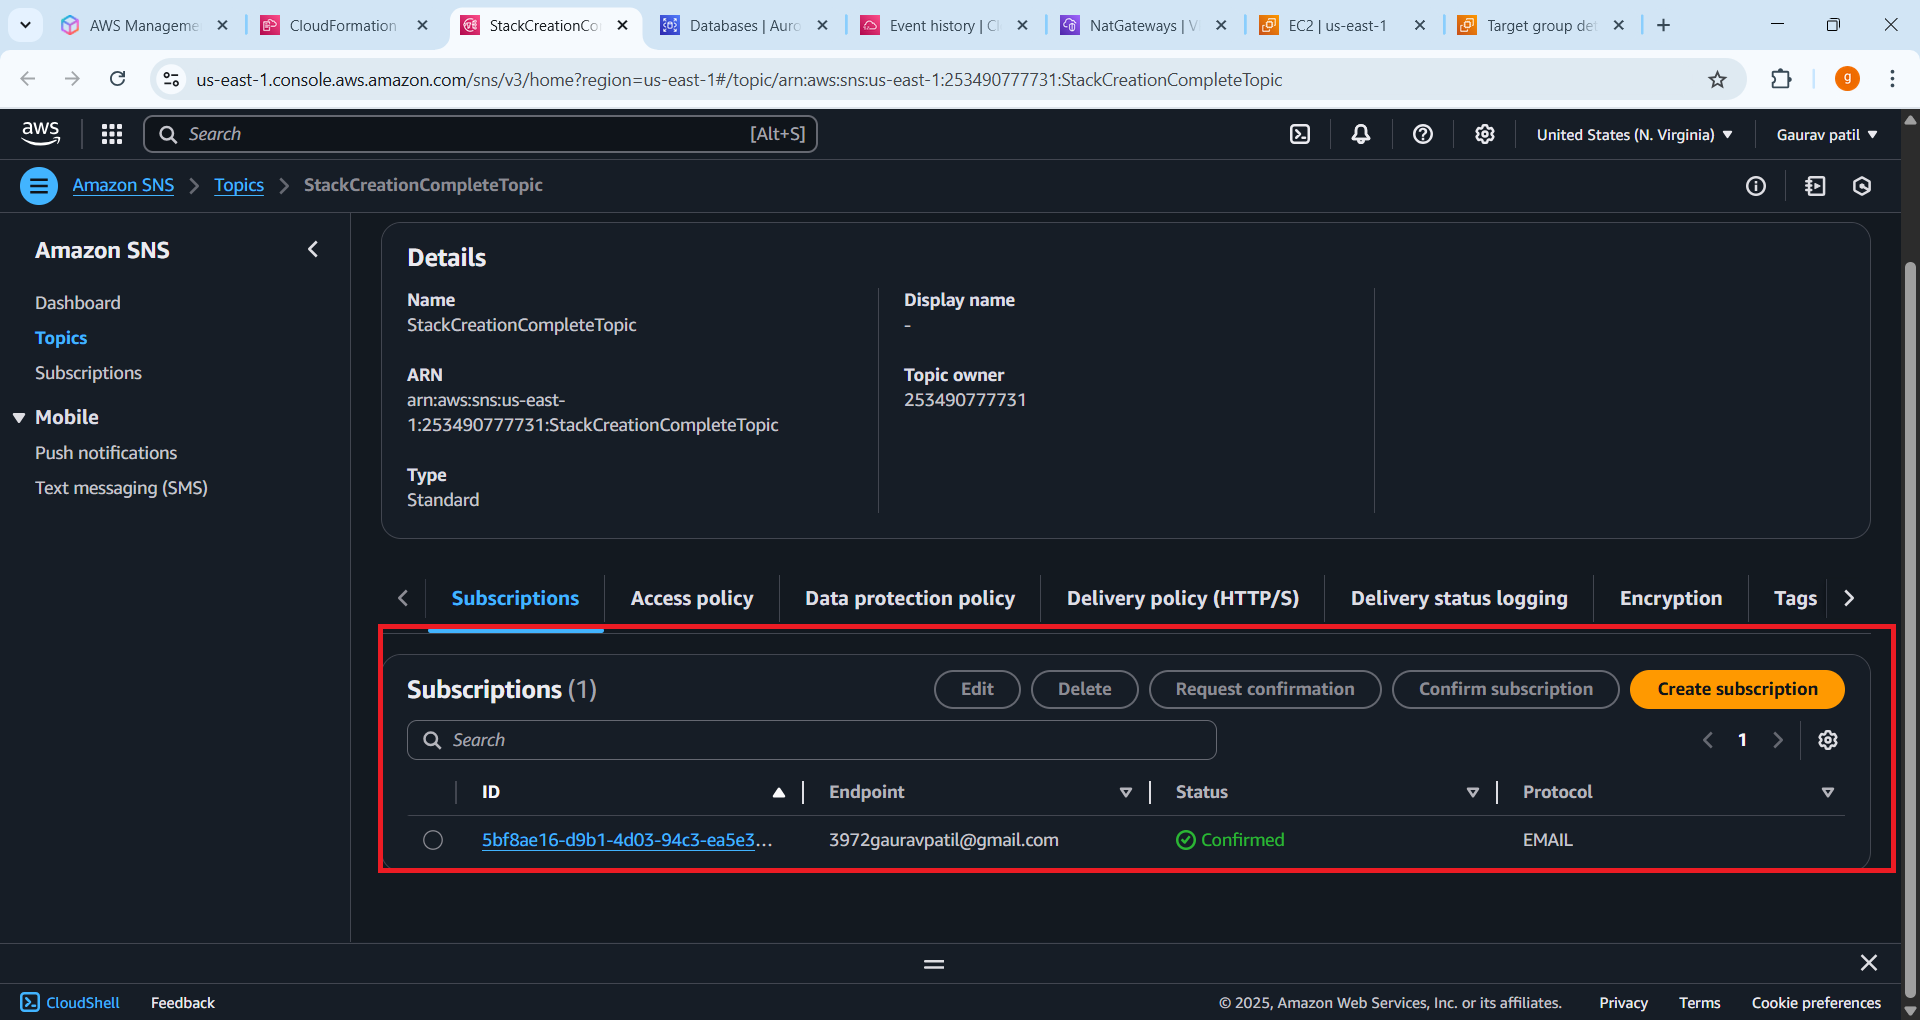 AWS Manageme
CloudFormation
StackCreationCo
Databases | Auro
Event history | Cl
NatGateways | V
EC2 | us-east-1
Target group det
us-east-1.console.aws.amazon.com/sns/v3/home?region=us-east-1#/topic/arn:aws:sns:us-east-1:253490777731:StackCreationCompleteTopic
g
aws
Search
[Alt+S]
United States (N. Virginia)
Gaurav patil
Amazon SNS
Topics
StackCreationCompleteTopic
Amazon SNS
Dashboard
Topics
Subscriptions
Mobile
Push notifications
Text messaging (SMS)
Details
Name
StackCreationCompleteTopic
ARN
arn:aws:sns:us-east-
1:253490777731:StackCreationCompleteTopic
Type
Standard
Display name
-
Topic owner
253490777731
Subscriptions
Access policy
Data protection policy
Delivery policy (HTTP/S)
Delivery status logging
Encryption
Tags
Subscriptions (1)
Edit
Delete
Request confirmation
Confirm subscription
Create subscription
Search
1
ID
Endpoint
Status
Protocol
5bf8ae16-d9b1-4d03-94c3-ea5e3...
3972gauravpatil@gmail.com
Confirmed
EMAIL
CloudShell
Feedback
© 2025, Amazon Web Services, Inc. or its affiliates.
Privacy
Terms
Cookie preferences